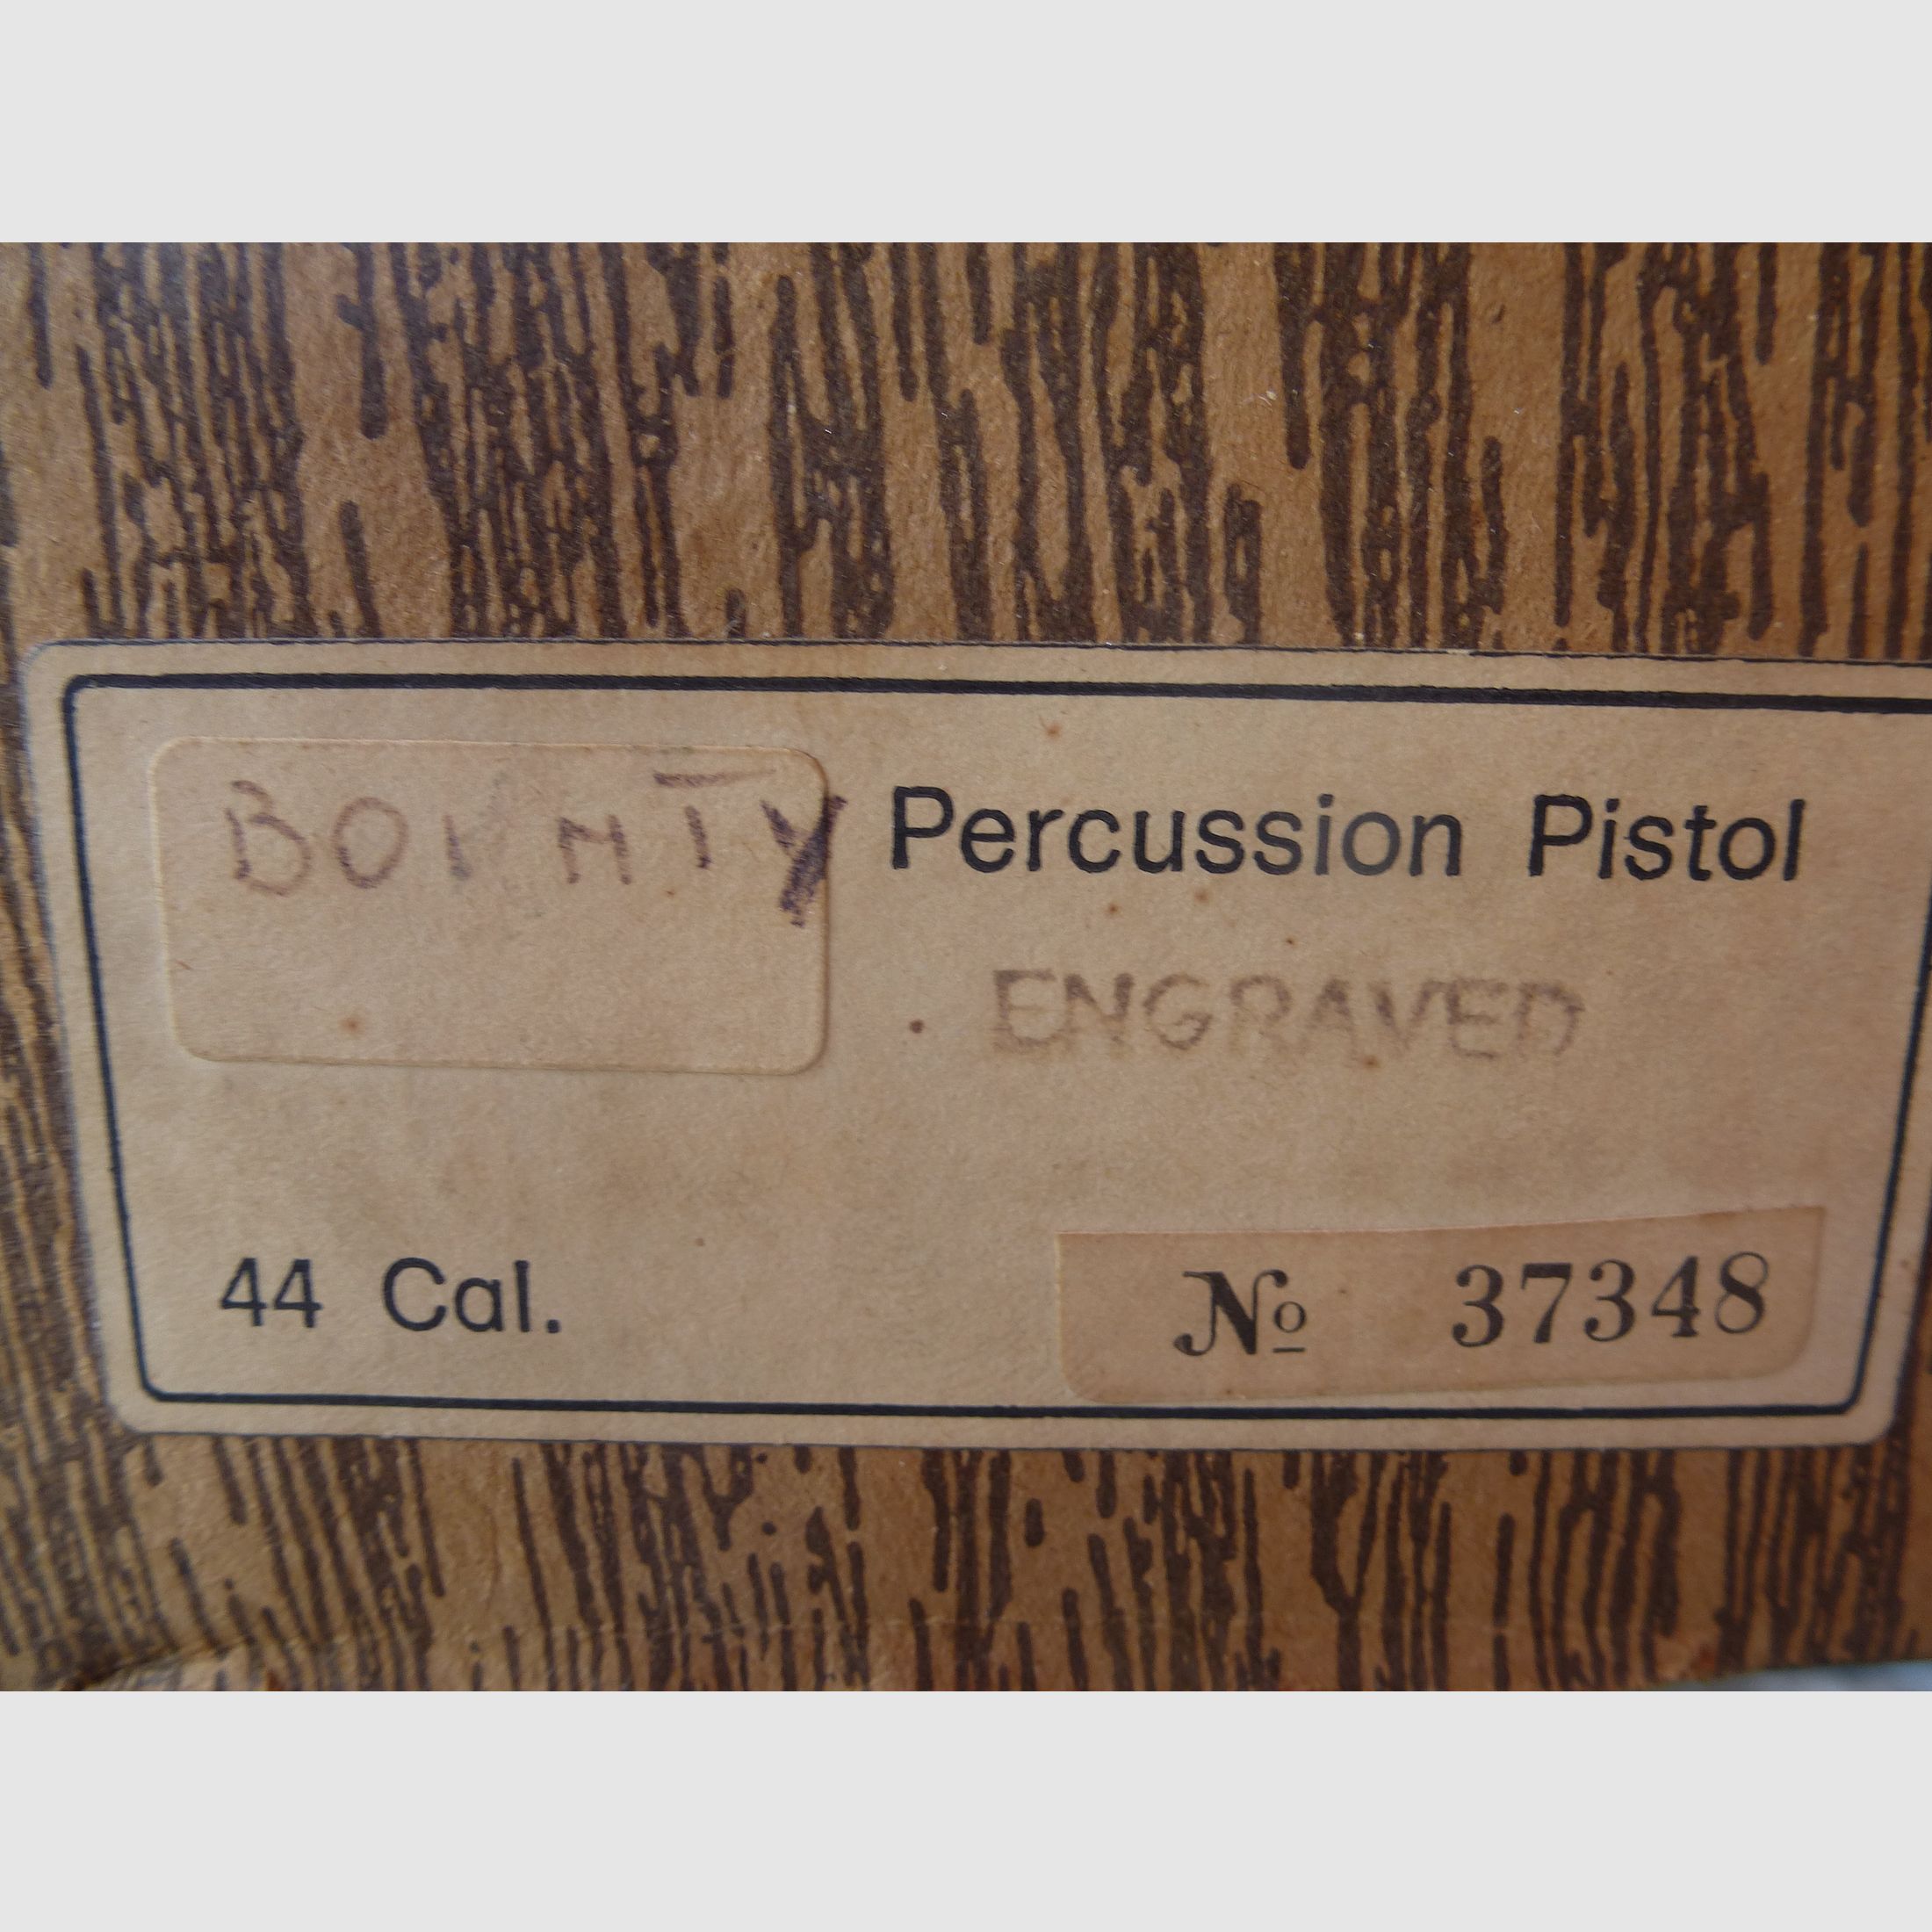 BOUNTY Percussion Pistol
ENGRAVED
44 Cal. № 37348